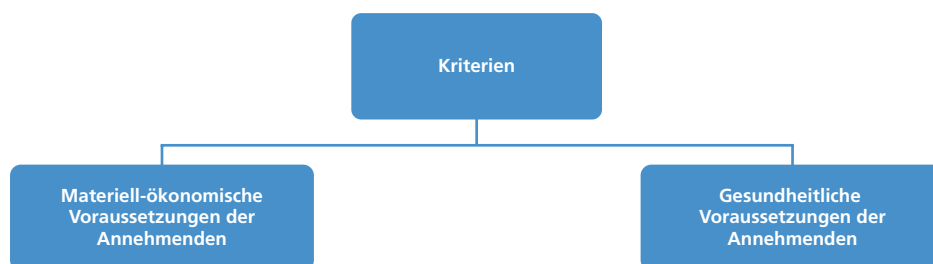 Kriterien
Materiell-ökonomische
Voraussetzungen der
Annehmenden
Gesundheitliche
Voraussetzungen der
Annehmenden